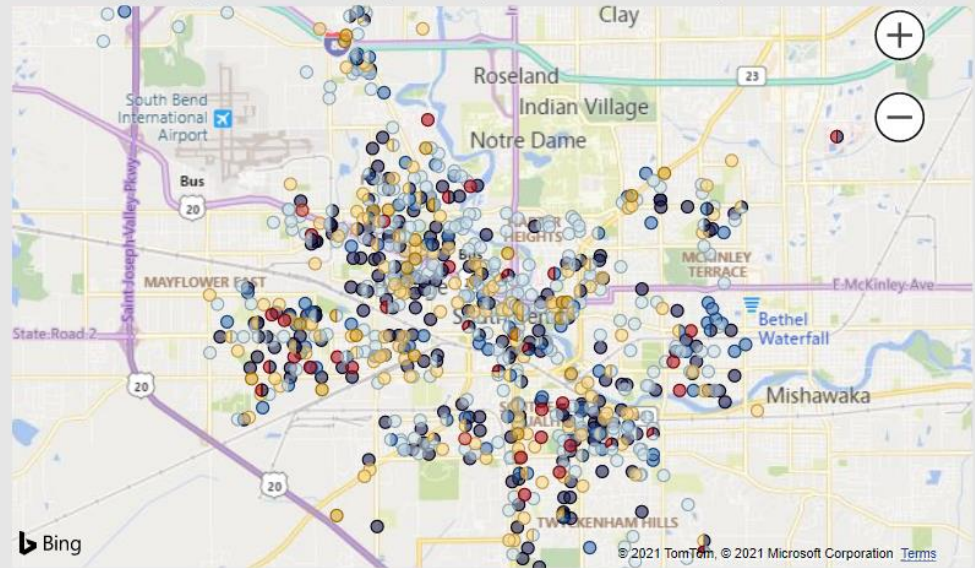 Clay
Roseland
23
Indian Village
South Bend
International
Airport
Notre Dame
Bus
20
HEIGHTS
Bus
MAYFLOWER
MCKINLEY
TERRACE
E McKinley Ave
Saint Joseph Valley Pkwy
State Road 2
Bethel
Waterfall
20
Mishawaka
20
TWYCKENHAM HILLS
Bing
© 2021 TomTom, © 2021 Microsoft Corporation Terms